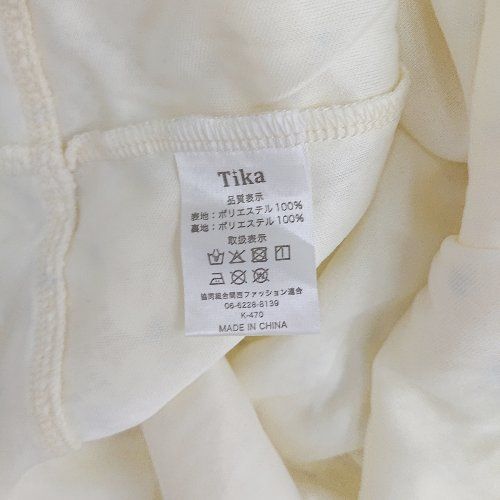 Tika
品質表示
表地：ポリエステル100%
裏地：ポリエステル100%
取扱表示
協同組合関西ファッション連合
06-6228-8139
K-470
MADE IN CHINA